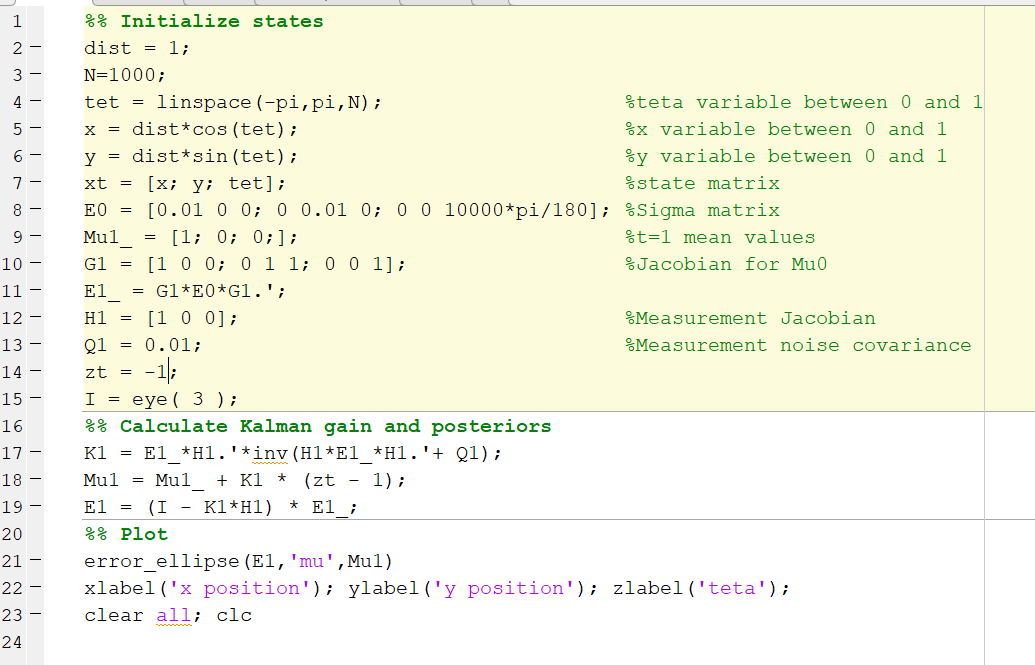 1 %% Initialize states
2 – dist = 1;
3 – N=1000;
4 – tet = linspace(-pi,pi,N); %teta variable between 0 and 1
5 – x = dist*cos(tet); %x variable between 0 and 1
6 – y = dist*sin(tet); %y variable between 0 and 1
7 – xt = [x; y; tet]; %state matrix
8 – E0 = [0.01 0 0; 0 0.01 0; 0 0 10000*pi/180]; %Sigma matrix
9 – Mu1_ = [1; 0; 0;]; %t=1 mean values
10 – G1 = [1 0 0; 0 1 1; 0 0 1]; %Jacobian for Mu0
11 – E1_ = G1*E0*G1.';
12 – H1 = [1 0 0]; %Measurement Jacobian
13 – Q1 = 0.01; %Measurement noise covariance
14 – zt = -1;
15 – I = eye( 3 );
16 %% Calculate Kalman gain and posteriors
17 – K1 = E1_*H1.'*inv(H1*E1_*H1.'+ Q1);
18 – Mu1 = Mu1_ + K1 * (zt - 1);
19 – E1 = (I - K1*H1) * E1_;
20 %% Plot
21 – error_ellipse(E1,'mu',Mu1)
22 – xlabel('x position'); ylabel('y position'); zlabel('teta');
23 – clear all; clc
24